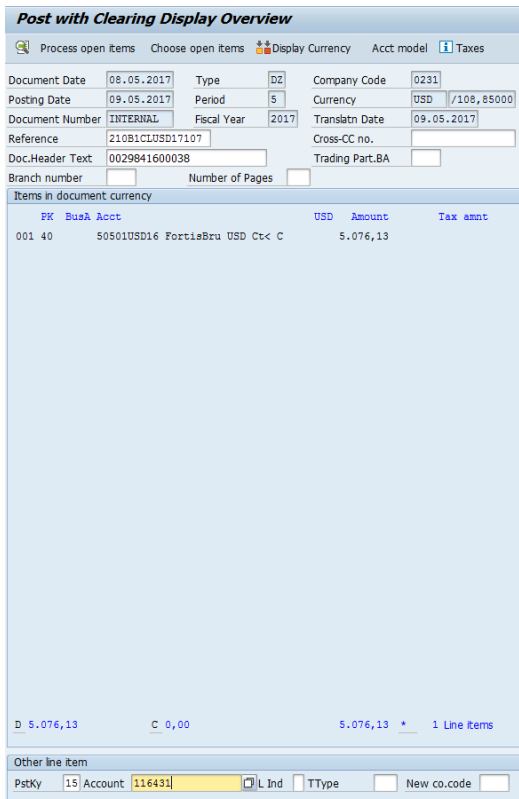 Post with Clearing Display Overview
Process open items Choose open items Display Currency Acct model Taxes
Document Date 08.05.2017 Type DZ Company Code 0231
Posting Date 09.05.2017 Period 5 Currency USD /108,85000
Document Number INTERNAL Fiscal Year 2017 Translatn Date 09.05.2017
Reference 210B1CLUSD17107 Cross-CC no.
Doc.Header Text 0029841600038 Trading Part.BA
Branch number Number of Pages
Items in document currency
PK BusA Acct USD Amount Tax amnt
001 40 50501USD16 FortisBru USD Ct< C 5.076,13
D 5.076,13 C 0,00 5.076,13 * 1 Line items
Other line item
PstKy 15 Account 116431 L Ind TType New co.code